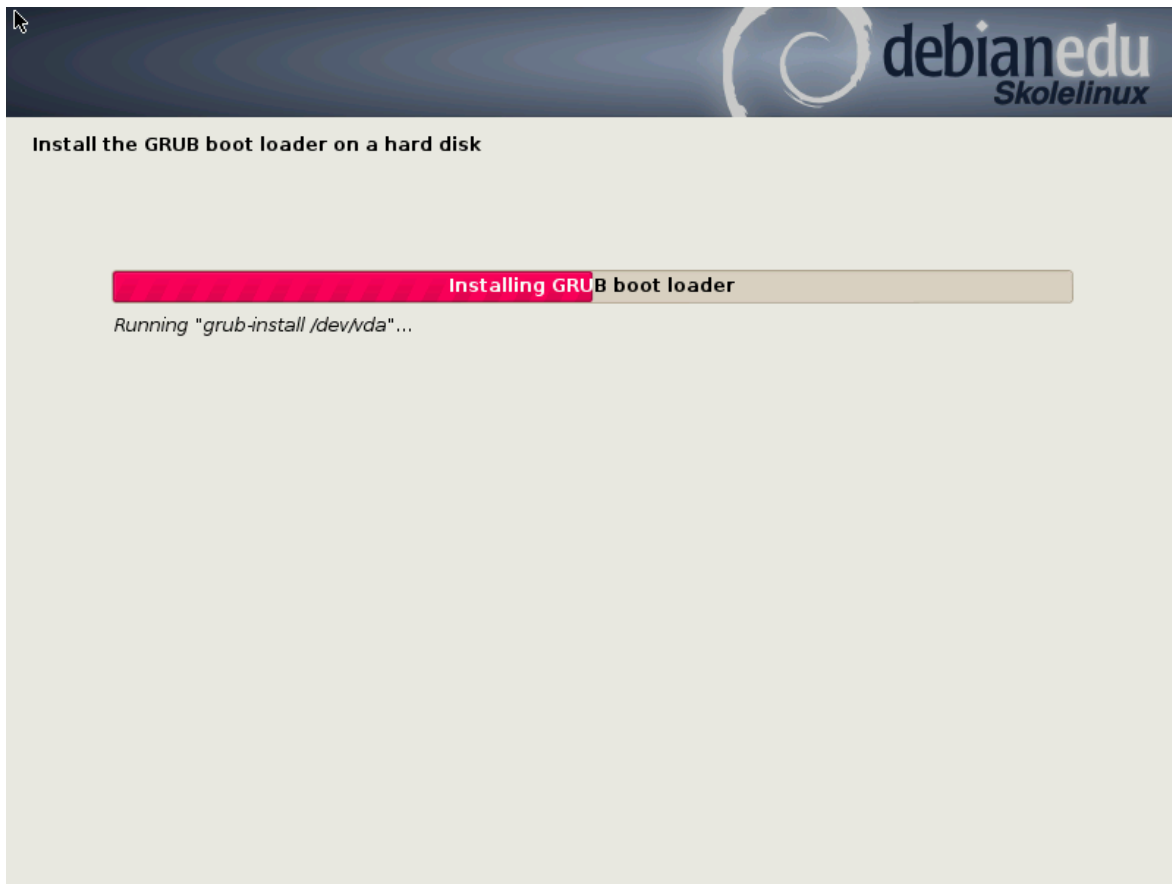 debianedu
Skolelinux
Install the GRUB boot loader on a hard disk
Installing GRUB boot loader
Running "grub-install /dev/vda"...